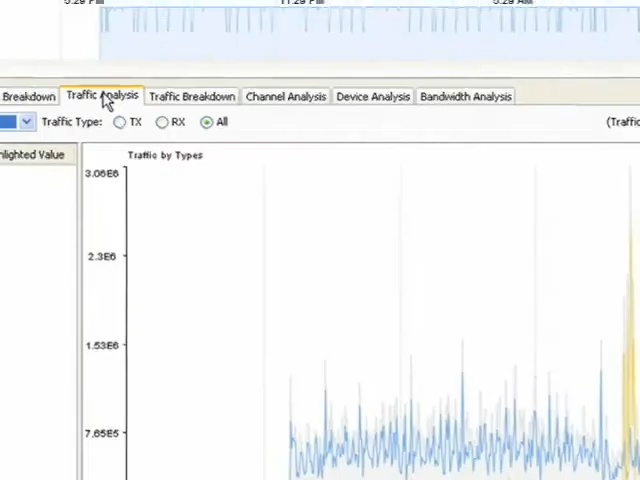 5:29 PM 11:29 PM 5:29 AM
Breakdown Traffic Analysis Traffic Breakdown Channel Analysis Device Analysis Bandwidth Analysis
Traffic Type: TX RX All (Traffic
hlighted Value
Traffic by Types
3.06E6
2.3E6
1.53E6
7.65E5